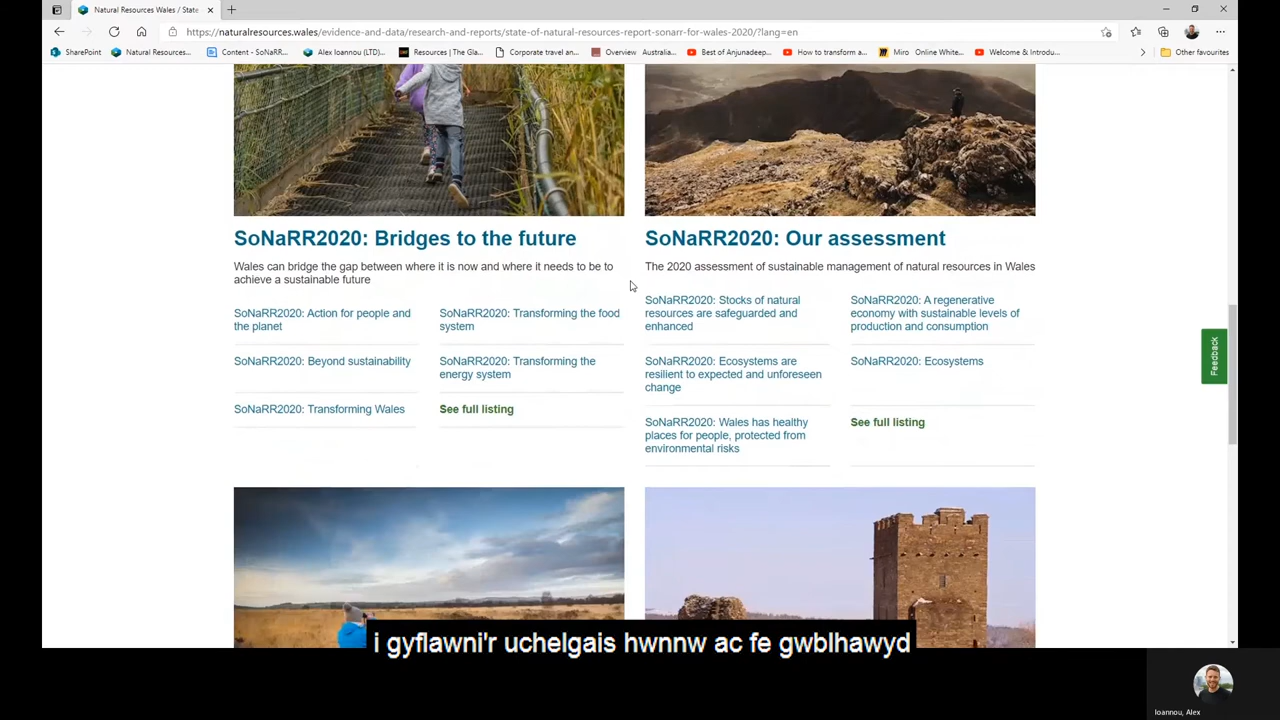 Natural Resources Wales / State
https://naturalresources.wales/evidence-and-data/research-and-reports/state-of-natural-resources-report-sonarr-for-wales-2020/?lang=en
SharePoint
Natural Resources...
Content - SoNaRR...
Alex Ioannou (LTD)...
Resources | The Gla...
Corporate travel an...
Overview Australia...
Best of Anjunadeep...
How to transform a...
Miro Online White...
Welcome & Introdu...
Other favourites
SoNaRR2020: Bridges to the future
Wales can bridge the gap between where it is now and where it needs to be to
achieve a sustainable future
SoNaRR2020: Action for people and
the planet
SoNaRR2020: Transforming the food
system
SoNaRR2020: Beyond sustainability
SoNaRR2020: Transforming the
energy system
SoNaRR2020: Transforming Wales
See full listing
SoNaRR2020: Our assessment
The 2020 assessment of sustainable management of natural resources in Wales
SoNaRR2020: Stocks of natural
resources are safeguarded and
enhanced
SoNaRR2020: A regenerative
economy with sustainable levels of
production and consumption
SoNaRR2020: Ecosystems are
resilient to expected and unforeseen
change
SoNaRR2020: Ecosystems
SoNaRR2020: Wales has healthy
places for people, protected from
environmental risks
See full listing
Feedback
i gyflawni'r uchelgais hwnnw ac fe gwblhawyd
Ioannou, Alex